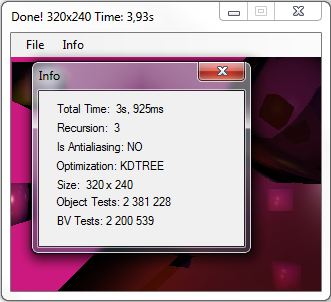 Done! 320x240 Time: 3,93s
File Info
Info
Total Time: 3s, 925ms
Recursion: 3
Is Antialiasing: NO
Optimization: KDTREE
Size: 320 x 240
Object Tests: 2 381 228
BV Tests: 2 200 539